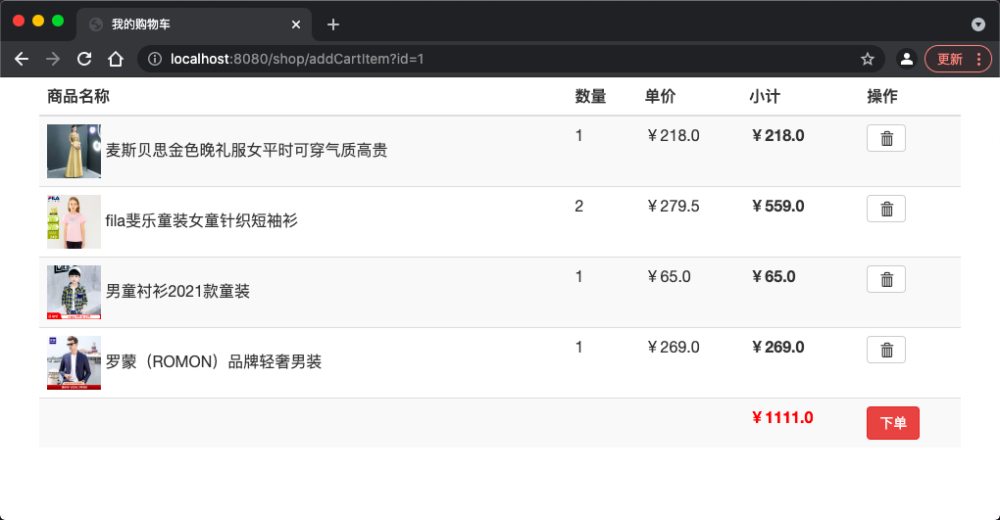 我的购物车
localhost:8080/shop/addCartItem?id=1
更新
商品名称 数量 单价 小计 操作
麦斯贝思金色晚礼服女平时可穿气质高贵 1 ￥218.0 ￥218.0
FILA
fila斐乐童装女童针织短袖衫 2 ￥279.5 ￥559.0
男童衬衫2021款童装 1 ￥65.0 ￥65.0
罗蒙（ROMON）品牌轻奢男装 1 ￥269.0 ￥269.0
￥1111.0 下单